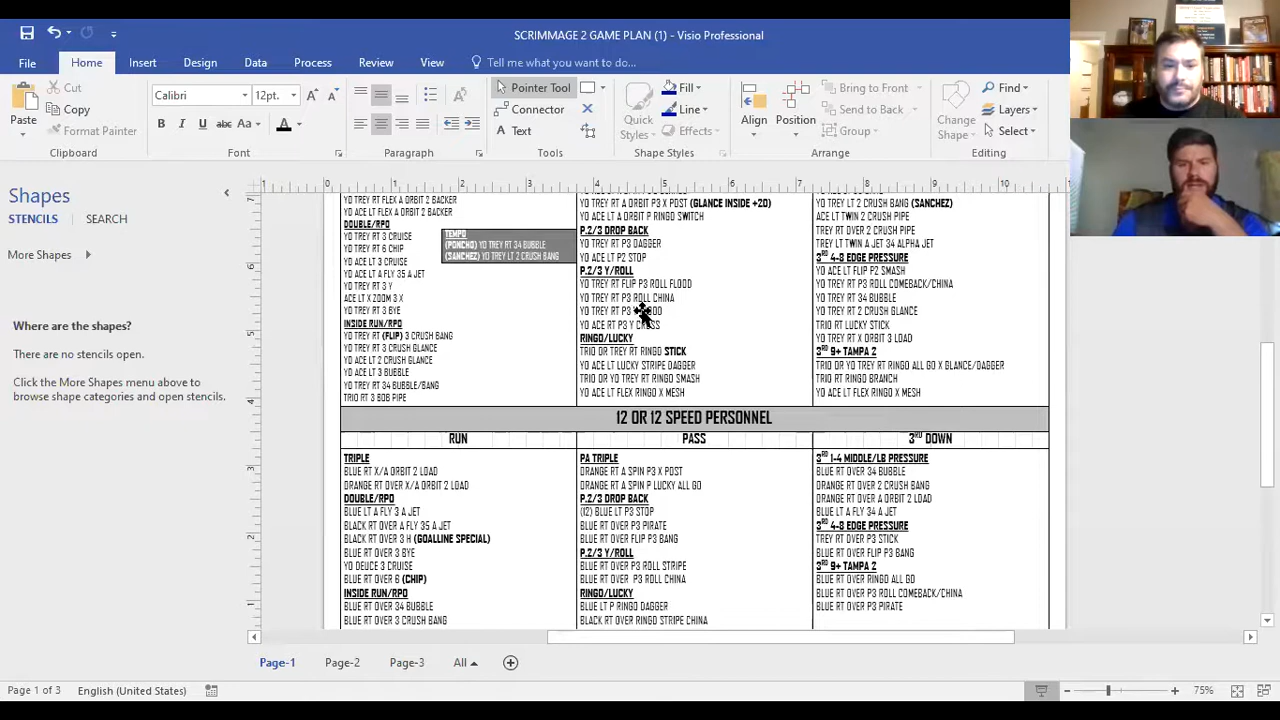 SCRIMMAGE 2 GAME PLAN (1) - Visio Professional
File Home Insert Design Data Process Review View Tell me what you want to do...
Paste
Cut
Copy
Format Painter
Clipboard
Calibri 12pt.
B I U abc Aa A
Font
Paragraph
Pointer Tool
Connector
Text
Tools
Quick Styles
Fill
Line
Effects
Shape Styles
Align
Position
Bring to Front
Send to Back
Group
Arrange
Change Shape
Find
Layers
Select
Editing
Shapes
STENCILS SEARCH
More Shapes
Where are the shapes?
There are no stencils open.
Click the More Shapes menu above to
browse shape categories and open stencils.
YO TREY RT FLEX A ORBIT 2 BACKER
YO ACE LT FLEX A ORBIT 2 BACKER
DOUBLE/RPO
YO TREY RT 3 CRUISE
YO TREY RT 6 CHIP
YO ACE LT 3 CRUISE
YO ACE LT A FLY 35 A JET
YO TREY RT 3 Y
ACE LT X ZOOM 3 X
YO TREY RT 3 BYE
INSIDE RUN/RPO
YO TREY RT (FLIP) 3 CRUSH BANG
YO TREY RT 3 CRUSH GLANCE
YO ACE LT 2 CRUSH GLANCE
YO ACE LT 3 BUBBLE
YO TREY RT 34 BUBBLE/BANG
TRIO RT 3 BOB PIPE
TEMPO
(PONCHO) YO TREY RT 34 BUBBLE
(SANCHEZ) YO TREY LT 2 CRUSH BANG
YO TREY RT A ORBIT P3 X POST (GLANCE INSIDE +20)
YO ACE LT A ORBIT P RINGO SWITCH
P.2/3 DROP BACK
YO TREY RT P3 DAGGER
YO ACE LT P2 STOP
P.2/3 Y/ROLL
YO TREY RT FLIP P3 ROLL FLOOD
YO TREY RT P3 ROLL CHINA
YO TREY RT P3
YO ACE RT P3 Y
RINGO/LUCKY
TRIO OR TREY RT RINGO STICK
YO ACE LT LUCKY STRIPE DAGGER
TRIO OR YO TREY RT RINGO SMASH
YO ACE LT FLEX RINGO X MESH
YO TREY LT 2 CRUSH BANG (SANCHEZ)
ACE LT TWIN 2 CRUSH PIPE
TREY RT OVER 2 CRUSH PIPE
TREY LT TWIN A JET 34 ALPHA JET
3RD 4-8 EDGE PRESSURE
YO ACE LT FLIP P2 SMASH
YO TREY RT P3 ROLL COMEBACK/CHINA
YO TREY RT 34 BUBBLE
YO TREY RT 2 CRUSH GLANCE
TRIO RT LUCKY STICK
YO TREY RT X ORBIT 3 LOAD
3RD 9+ TAMPA 2
TRIO OR YO TREY RT RINGO ALL GO X GLANCE/DAGGER
TRIO RT RINGO BRANCH
YO ACE LT FLEX RINGO X MESH
12 OR 12 SPEED PERSONNEL
RUN PASS 3RD DOWN
TRIPLE
BLUE RT X/A ORBIT 2 LOAD
ORANGE RT OVER X/A ORBIT 2 LOAD
DOUBLE/RPO
BLUE LT A FLY 3 A JET
BLACK RT OVER A FLY 35 A JET
BLACK RT OVER 3 H (GOALLINE SPECIAL)
BLUE RT OVER 3 BYE
YO DEUCE 3 CRUISE
BLUE RT OVER 6 (CHIP)
INSIDE RUN/RPO
BLUE RT OVER 34 BUBBLE
BLUE RT OVER 3 CRUSH BANG
PA TRIPLE
ORANGE RT A SPIN P3 X POST
ORANGE RT A SPIN P LUCKY ALL GO
P.2/3 DROP BACK
(12) BLUE LT P3 STOP
BLUE RT OVER P3 PIRATE
BLUE RT OVER FLIP P3 BANG
P.2/3 Y/ROLL
BLUE RT OVER P3 ROLL STRIPE
BLUE RT OVER P3 ROLL CHINA
RINGO/LUCKY
BLUE LT P RINGO DAGGER
BLACK RT OVER RINGO STRIPE CHINA
3RD 1-4 MIDDLE/LB PRESSURE
BLUE RT OVER 34 BUBBLE
ORANGE RT OVER 2 CRUSH BANG
ORANGE RT OVER A ORBIT 2 LOAD
BLUE LT A FLY 34 A JET
3RD 4-8 EDGE PRESSURE
TREY RT OVER P3 STICK
BLUE RT OVER FLIP P3 BANG
3RD 9+ TAMPA 2
BLUE RT OVER RINGO ALL GO
BLUE RT OVER P3 ROLL COMEBACK/CHINA
BLUE RT OVER P3 PIRATE
Page-1 Page-2 Page-3 All
Page 1 of 3 English (United States) 75%